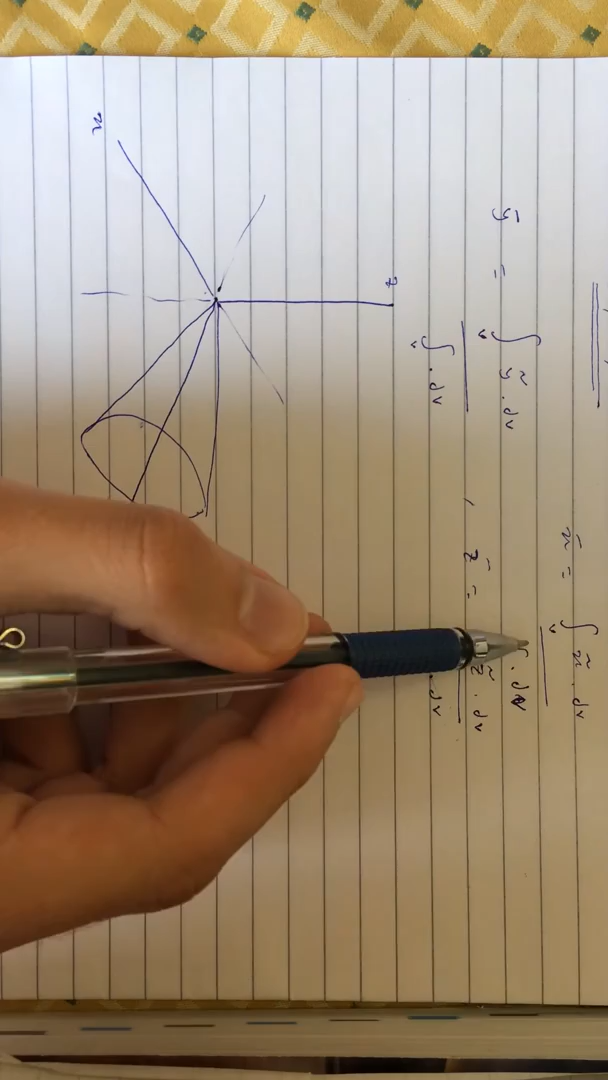 x̄ = ∫v x̃ . dv
∫ . dv
ȳ = ∫v ỹ . dv
∫v . dv
, z̄ = z̃ . dv
. dv
z
x